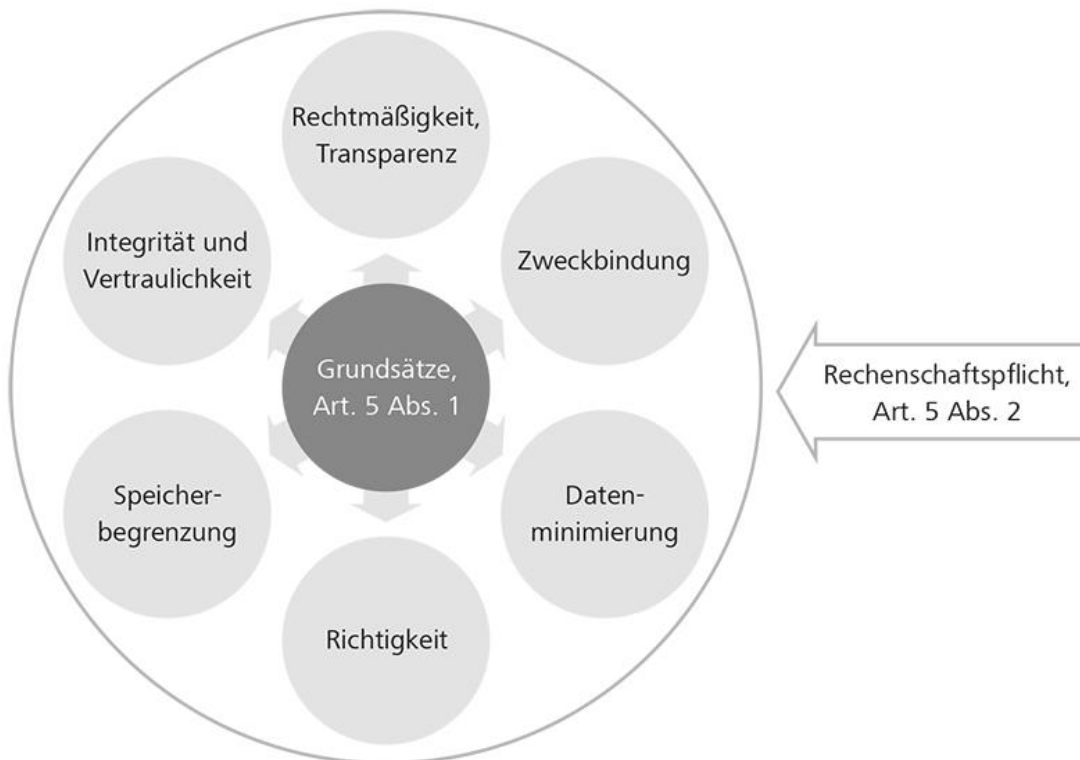 Rechtmäßigkeit,
Transparenz
Integrität und
Vertraulichkeit
Zweckbindung
Grundsätze,
Art. 5 Abs. 1
Rechenschaftspflicht,
Art. 5 Abs. 2
Speicher-
begrenzung
Daten-
minimierung
Richtigkeit